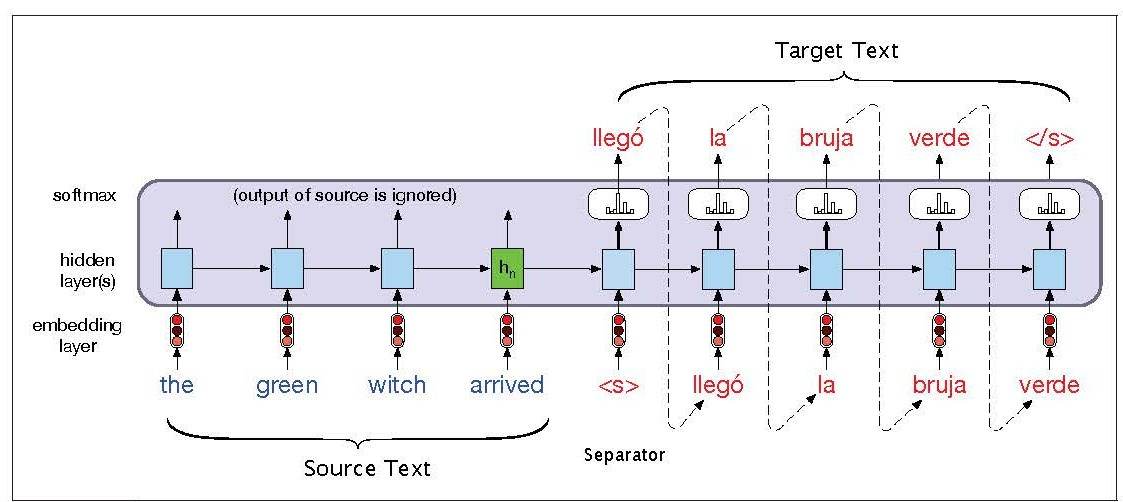 Target Text
llegó la bruja verde </s>
softmax (output of source is ignored)
hidden
layer(s)
hn
embedding
layer
the green witch arrived <s> llegó la bruja verde
Separator
Source Text